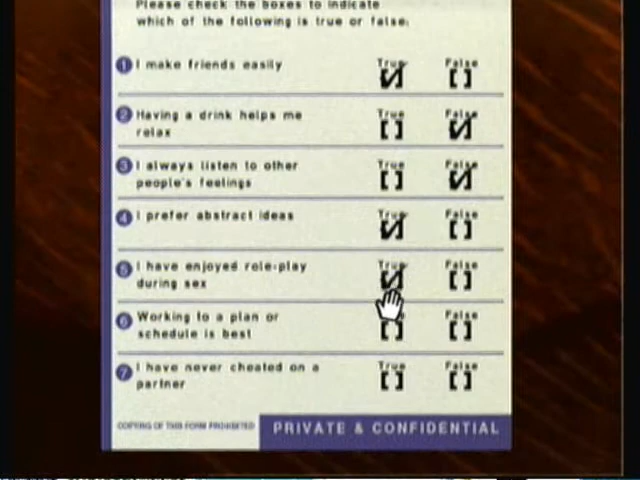 Please check the boxes to indicate
which of the following is true or false.
1 I make friends easily
True False
2 Having a drink helps me
relax
True False
3 I always listen to other
people's feelings
True False
4 I prefer abstract ideas
True False
5 I have enjoyed role-play
during sex
True False
6 Working to a plan or
schedule is best
False
7 I have never cheated on a
partner
True False
COPYING OF THIS FORM PROHIBITED
PRIVATE & CONFIDENTIAL